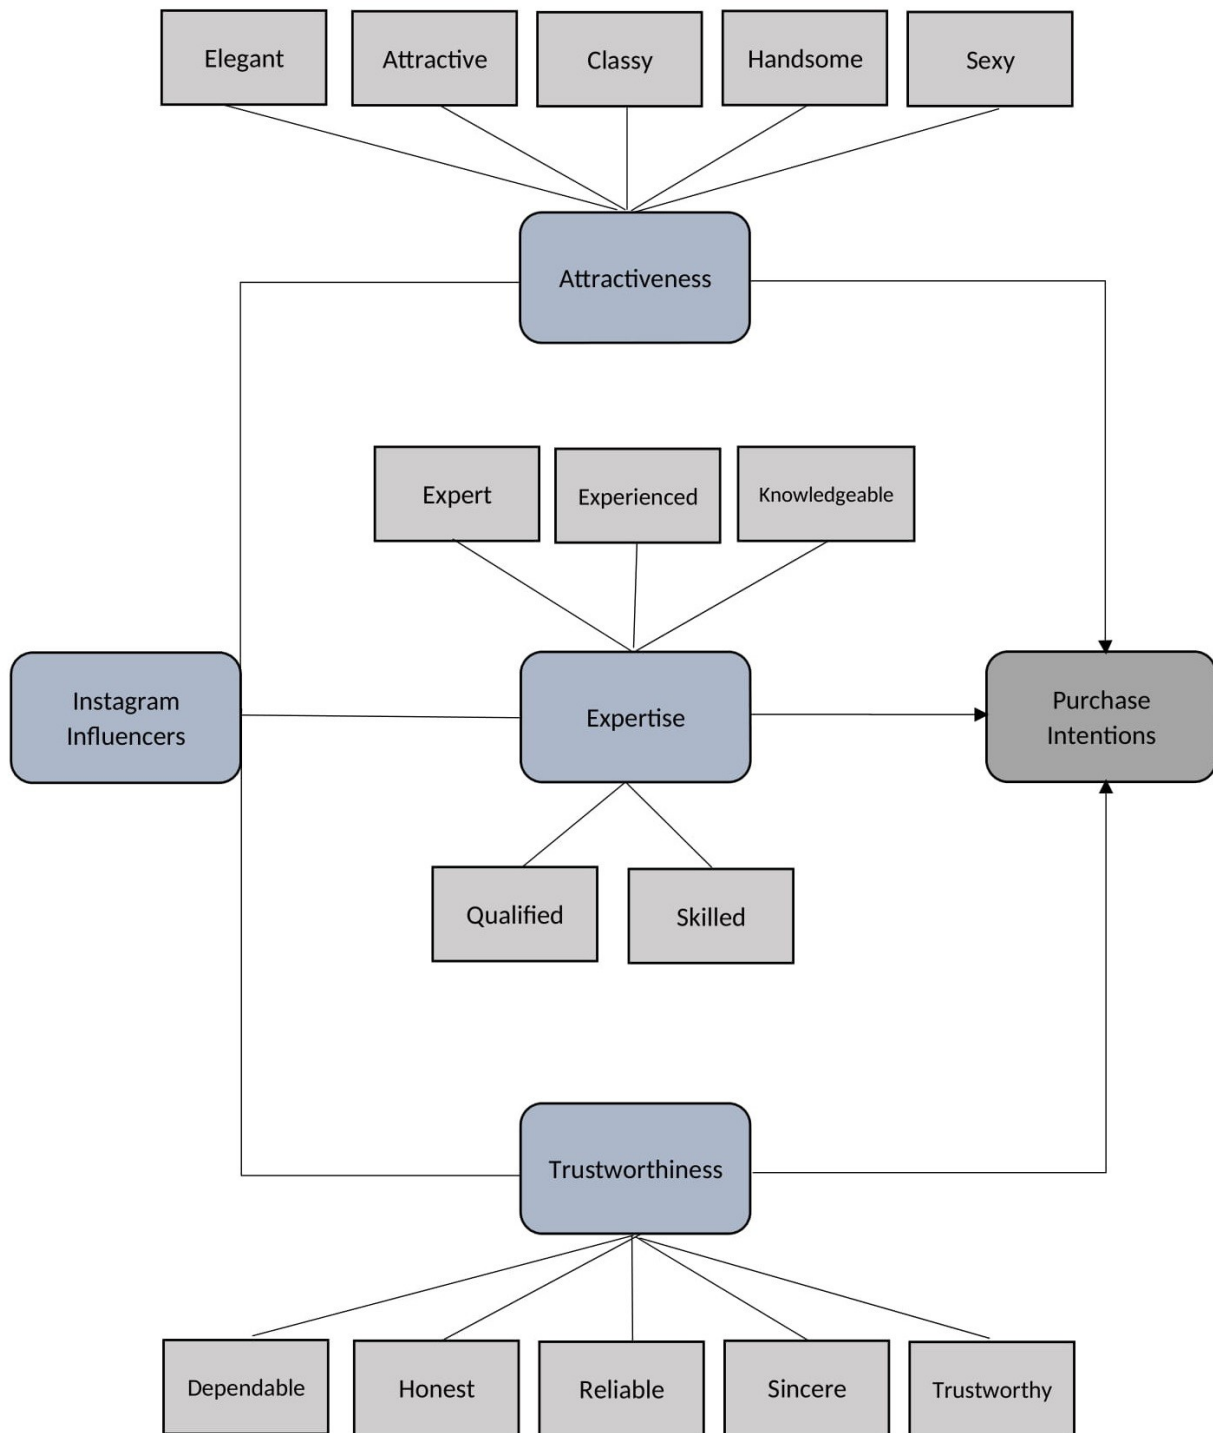 Elegant
Attractive
Classy
Handsome
Sexy
Attractiveness
Expert
Experienced
Knowledgeable
Instagram
Influencers
Expertise
Purchase
Intentions
Qualified
Skilled
Trustworthiness
Dependable
Honest
Reliable
Sincere
Trustworthy